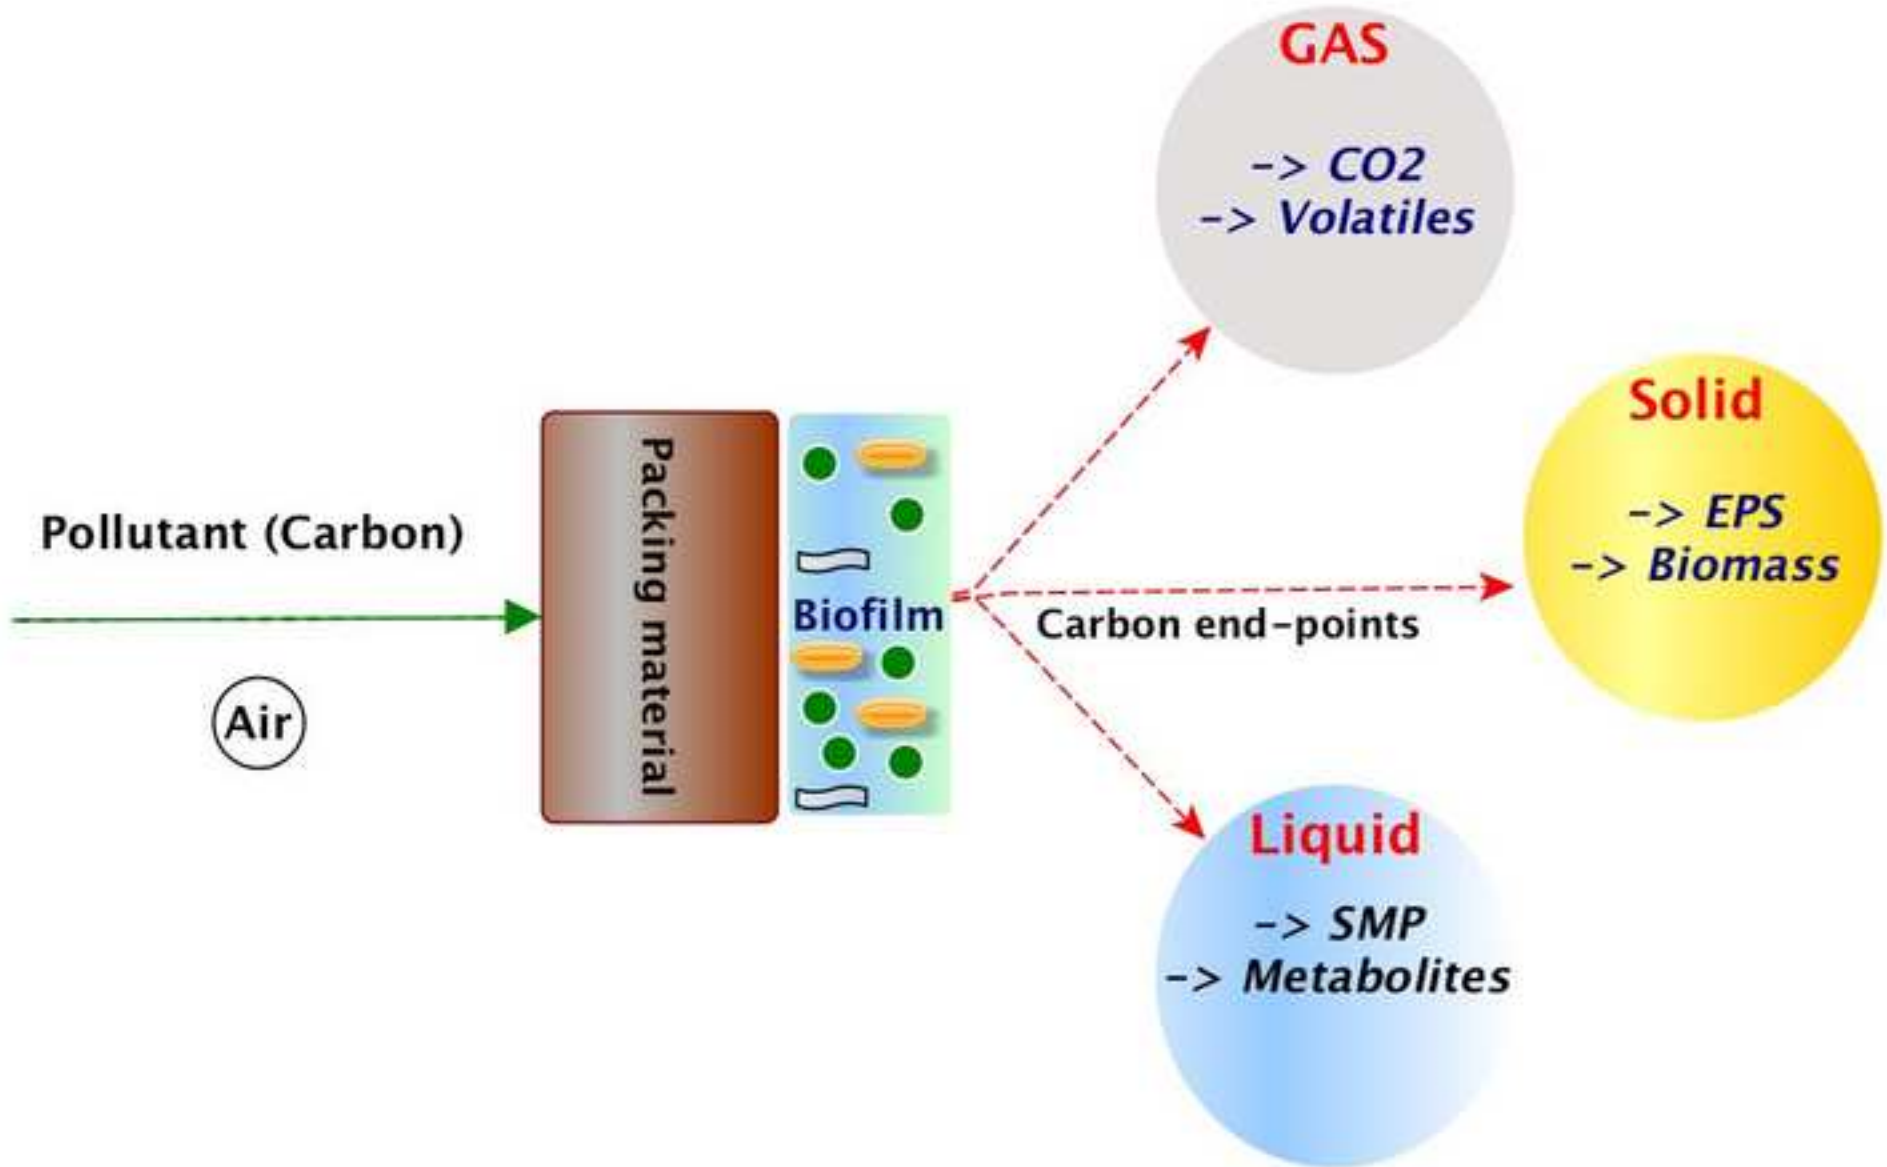 Pollutant (Carbon)
Air
Packing material
Biofilm
Carbon end-points
GAS
-> CO2
-> Volatiles
Solid
-> EPS
-> Biomass
Liquid
-> SMP
-> Metabolites